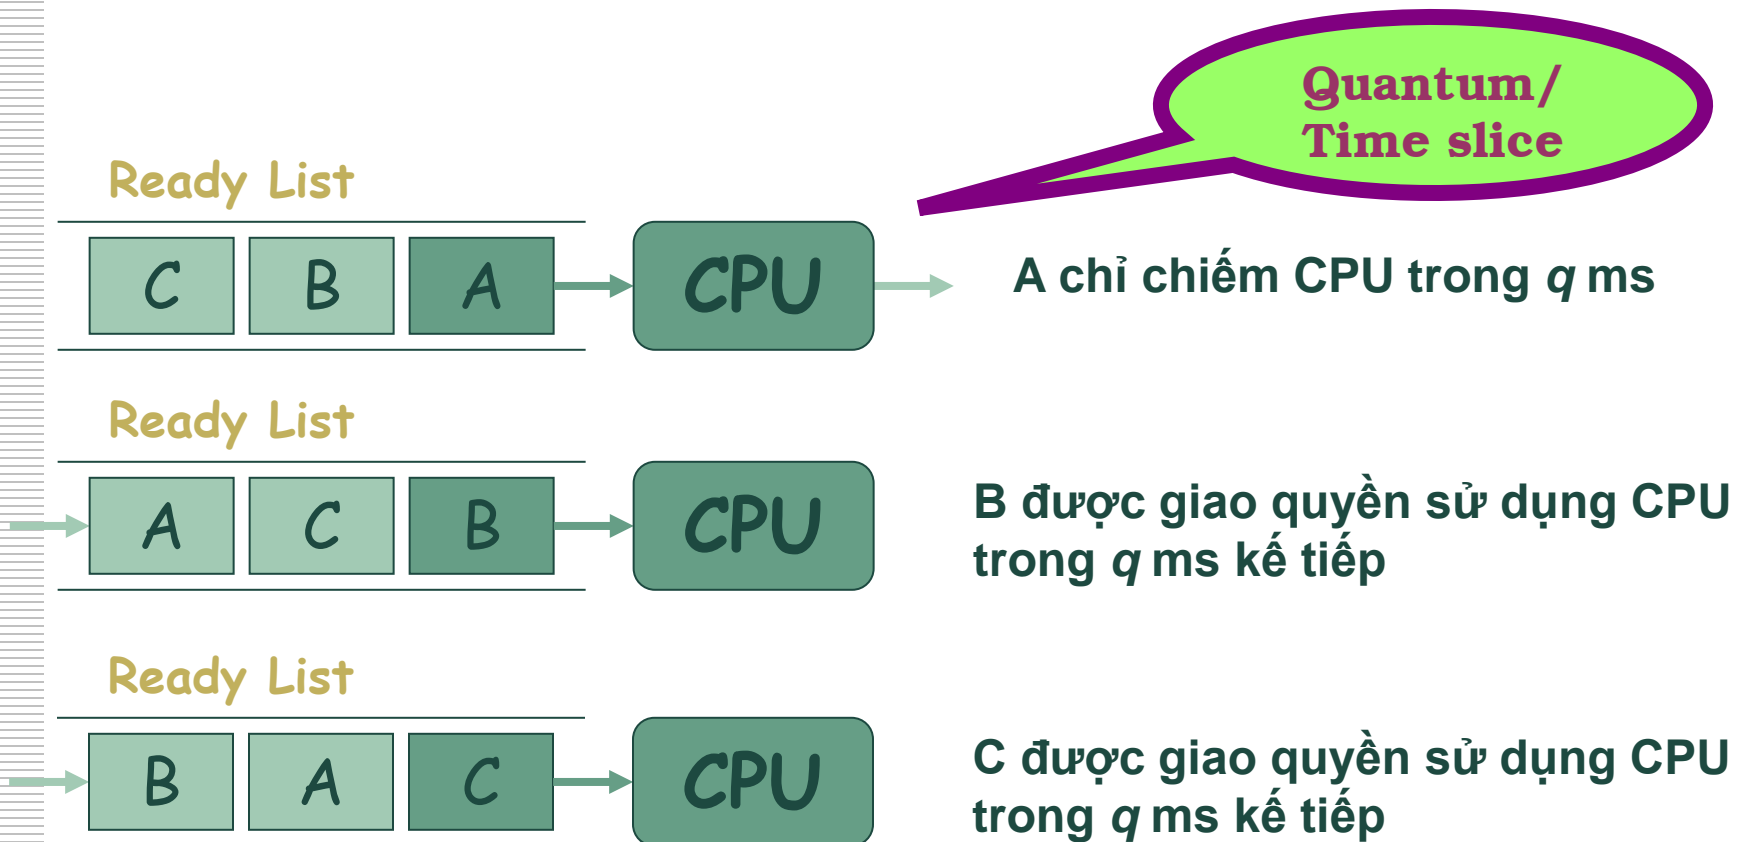 Quantum/
Time slice
Ready List
C B A CPU
A chỉ chiếm CPU trong q ms
Ready List
A C B CPU
B được giao quyền sử dụng CPU
trong q ms kế tiếp
Ready List
B A C CPU
C được giao quyền sử dụng CPU
trong q ms kế tiếp